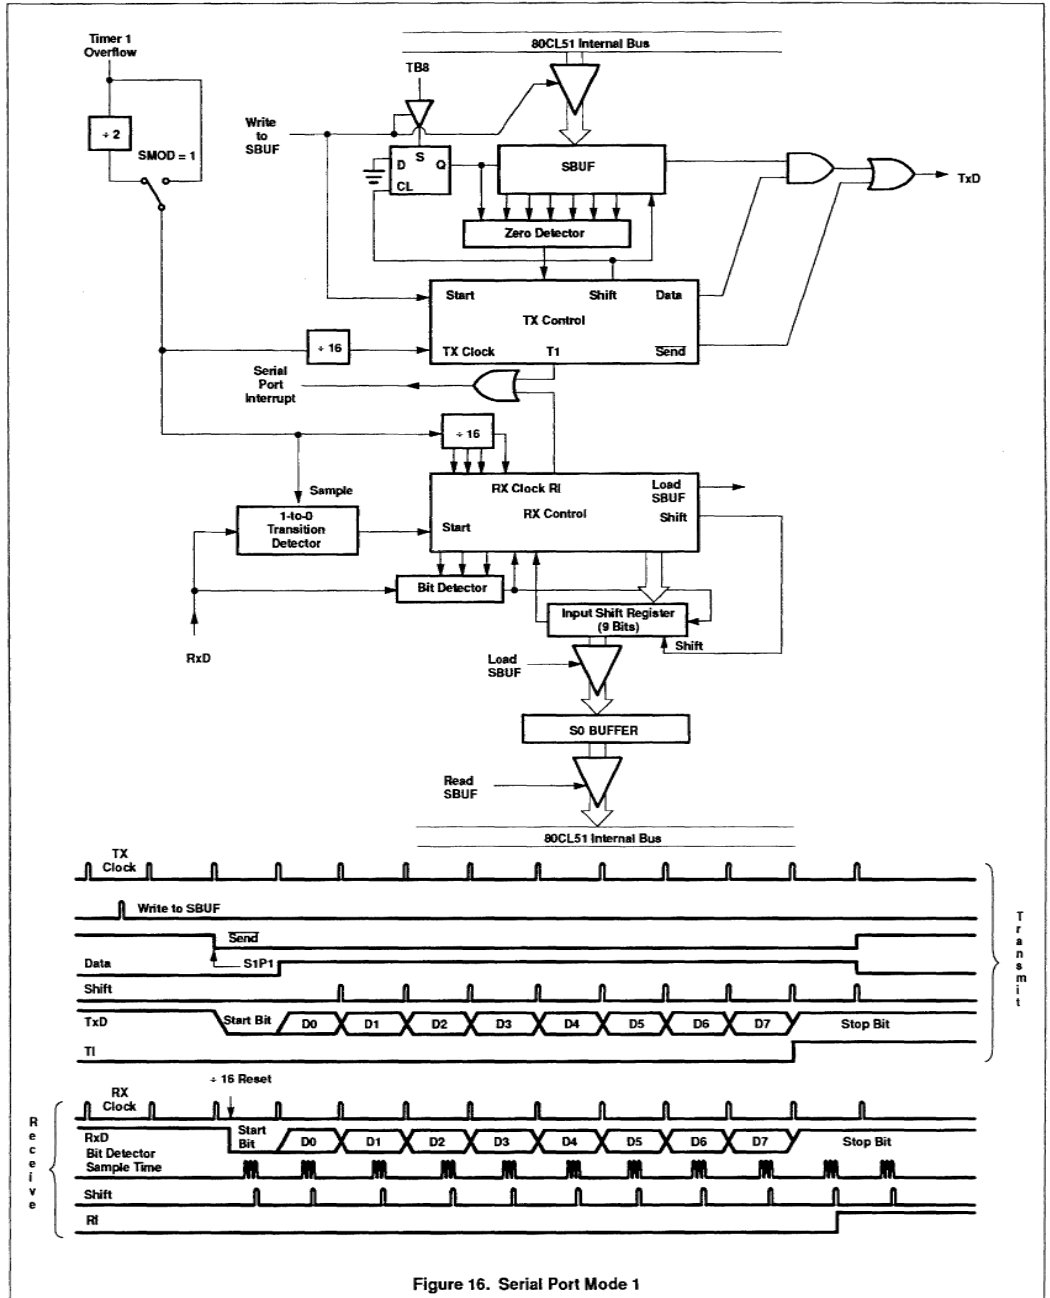 Timer 1
Overflow
80CL51 Internal Bus
TB8
÷ 2
Write
to
SBUF
SMOD = 1
S
D
Q
CL
SBUF
TxD
Zero Detector
Start
Shift
Data
TX Control
÷ 16
TX Clock
T1
Send
Serial
Port
Interrupt
÷ 16
Sample
RX Clock RI
Load
SBUF
RX Control
Shift
Start
1-to-0
Transition
Detector
Bit Detector
Input Shift Register
(9 Bits)
RxD
Shift
Load
SBUF
S0 BUFFER
Read
SBUF
80CL51 Internal Bus
TX
Clock
Write to SBUF
Send
S1P1
Data
Shift
TxD
Start Bit
D0
D1
D2
D3
D4
D5
D6
D7
Stop Bit
TI
Transmit
÷ 16 Reset
RX
Clock
RxD
Start
Bit
D0
D1
D2
D3
D4
D5
D6
D7
Stop Bit
Bit Detector
Sample Time
Shift
RI
Receive
Figure 16. Serial Port Mode 1